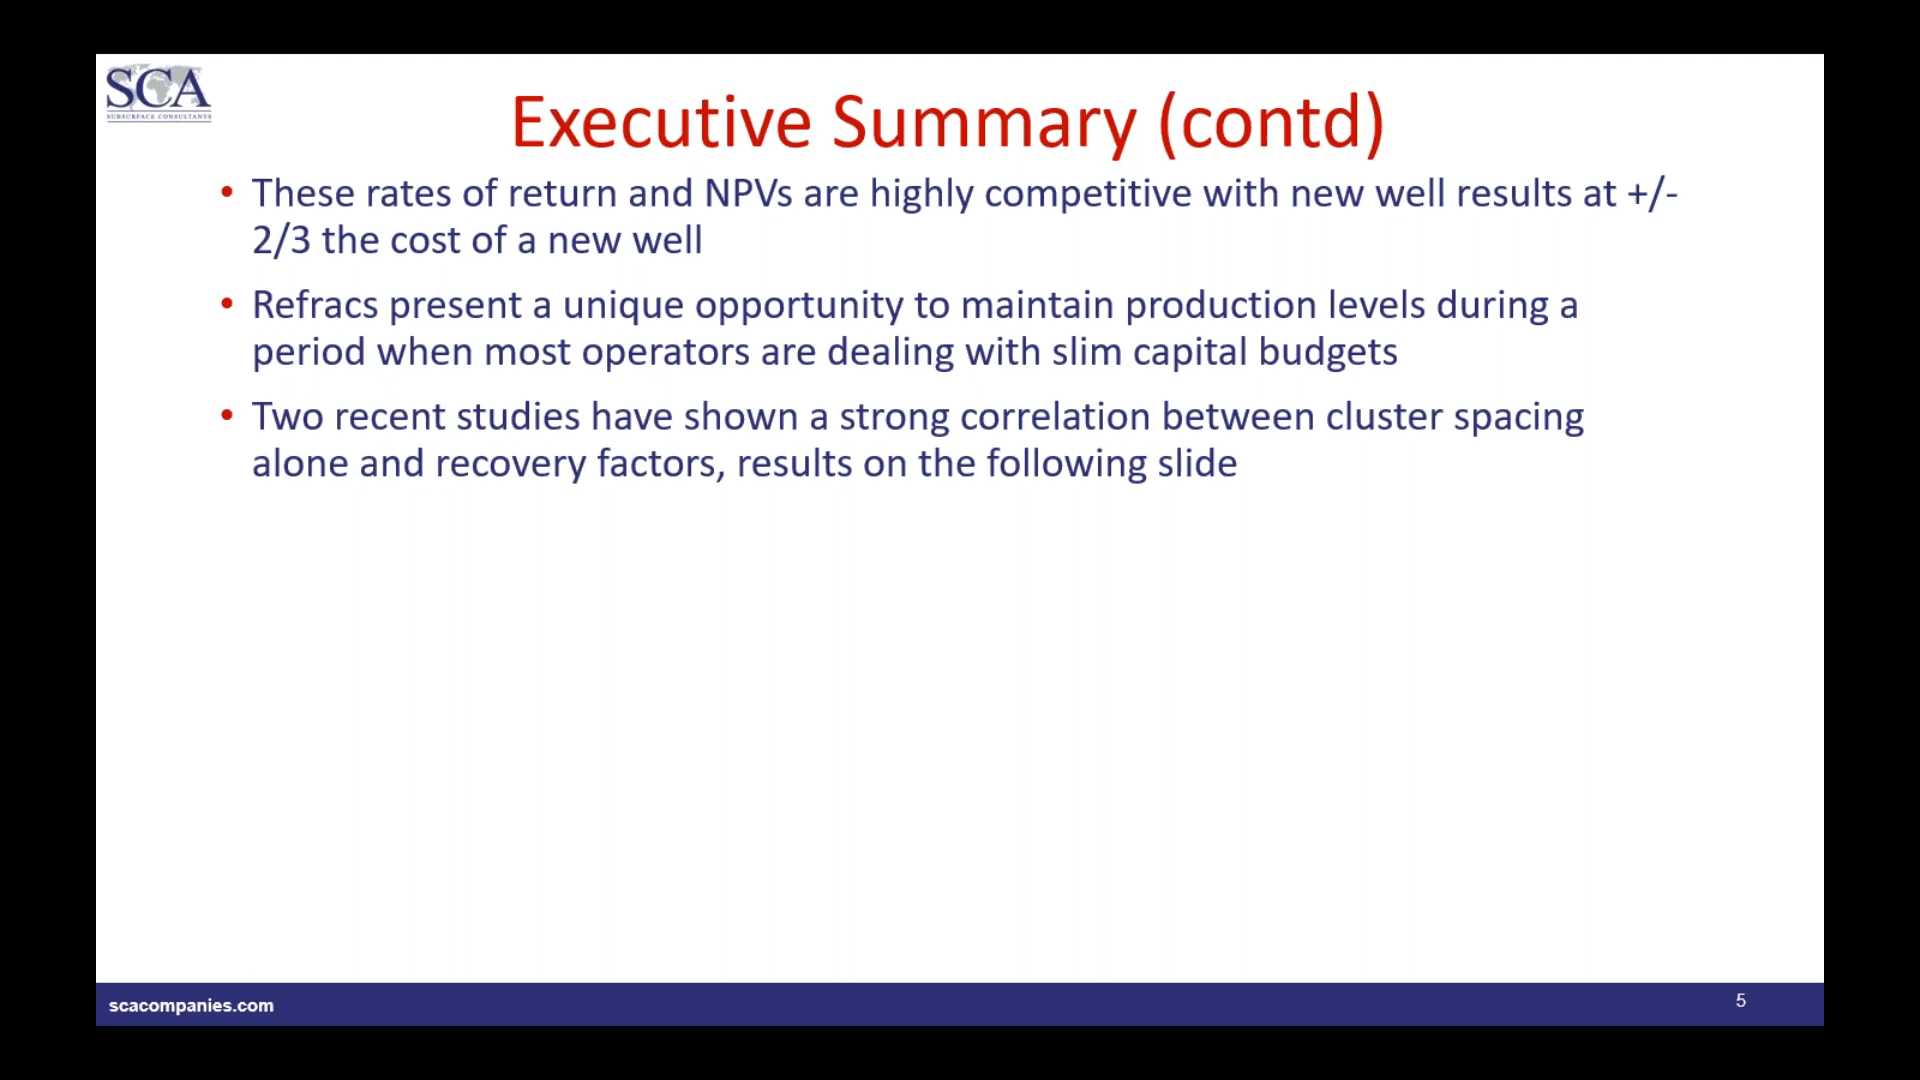 SCA
SUBSURFACE CONSULTANTS
Executive Summary (contd)
• These rates of return and NPVs are highly competitive with new well results at +/-
2/3 the cost of a new well
• Refracs present a unique opportunity to maintain production levels during a
period when most operators are dealing with slim capital budgets
• Two recent studies have shown a strong correlation between cluster spacing
alone and recovery factors, results on the following slide
scacompanies.com
5